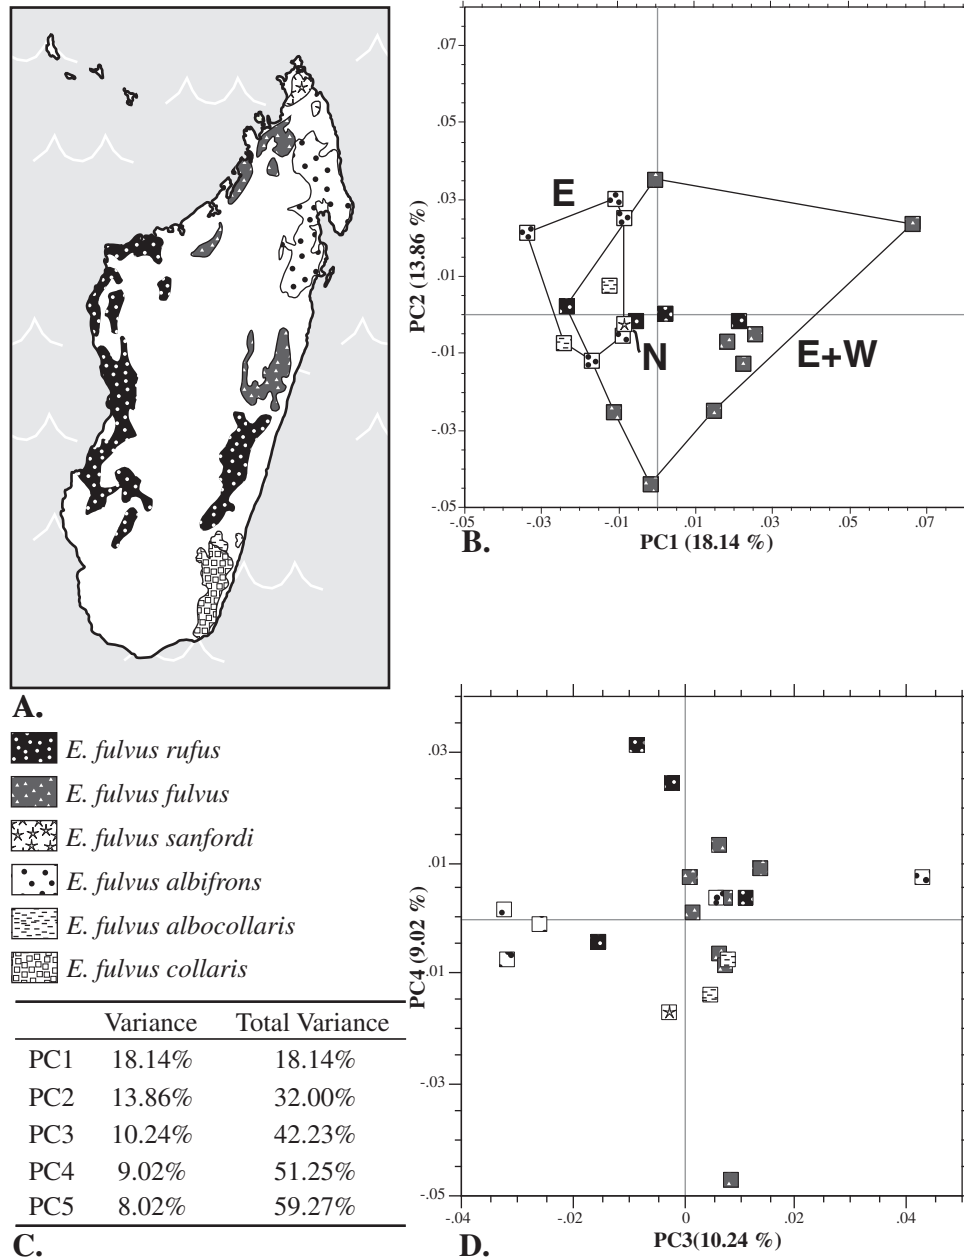 A.
E. fulvus rufus
E. fulvus fulvus
E. fulvus sanfordi
E. fulvus albifrons
E. fulvus albocollaris
E. fulvus collaris
Variance Total Variance
PC1 18.14% 18.14%
PC2 13.86% 32.00%
PC3 10.24% 42.23%
PC4 9.02% 51.25%
PC5 8.02% 59.27%
C.
.07
.05
.03
.01
-.01
-.03
-.05
PC2 (13.86 %)
E
N
E+W
-.05 -.03 -.01 .01 .03 .05 .07
B.
PC1 (18.14 %)
.03
.01
-.01
-.03
-.05
PC4 (9.02 %)
-.04 -.02 0 .02 .04
PC3(10.24 %)
D.